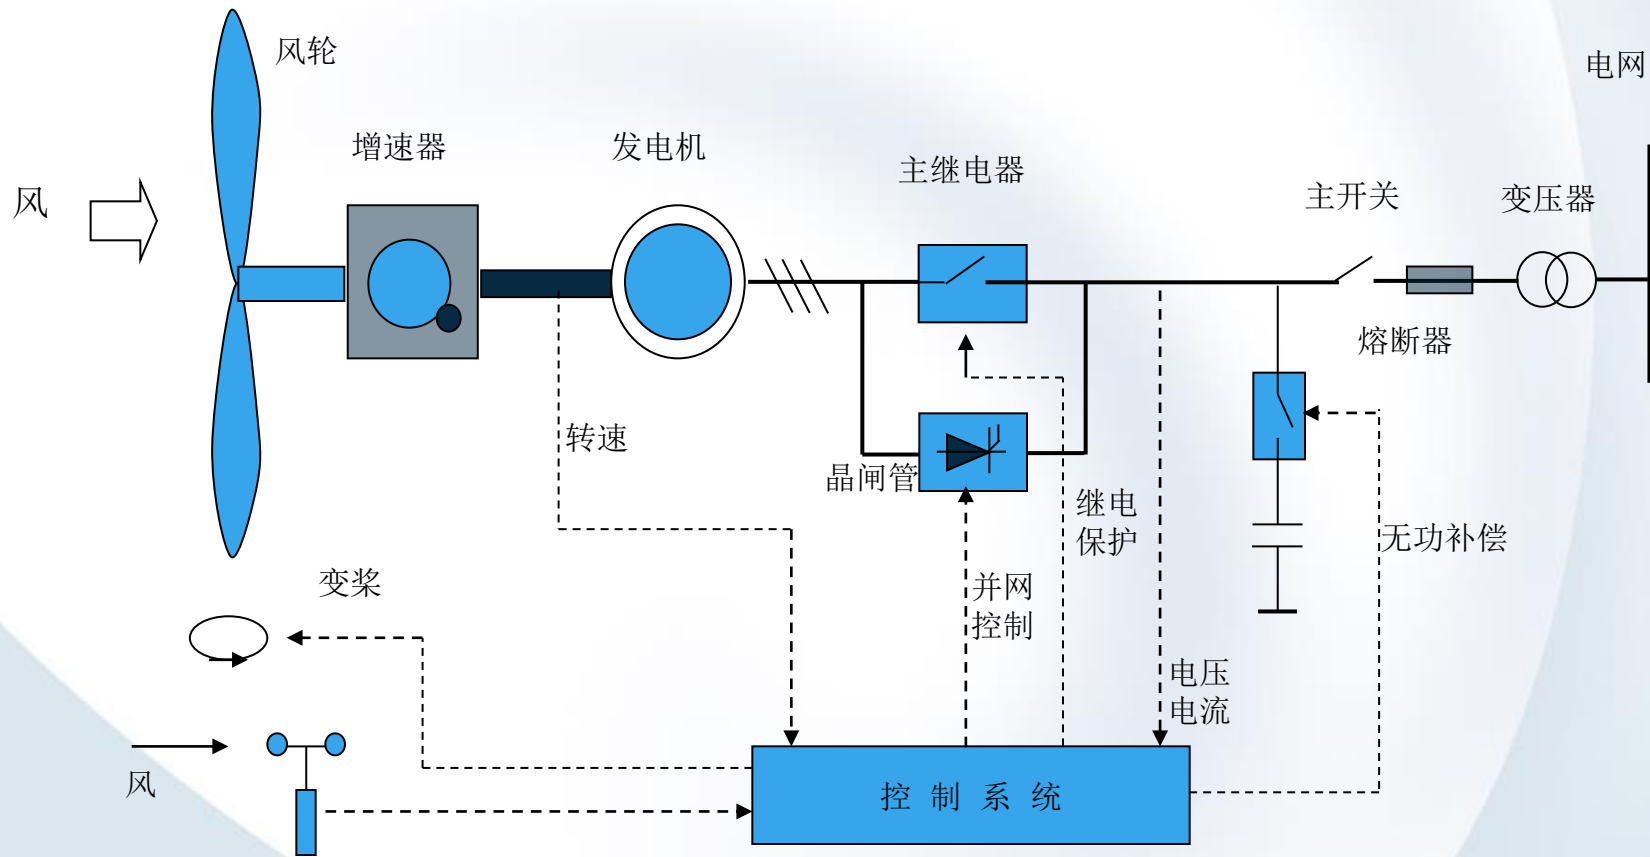 风轮
电网
增速器
发电机
主继电器
主开关
变压器
风
熔断器
转速
晶闸管
继电
保护
无功补偿
变桨
并网
控制
电压
电流
风
控制系统